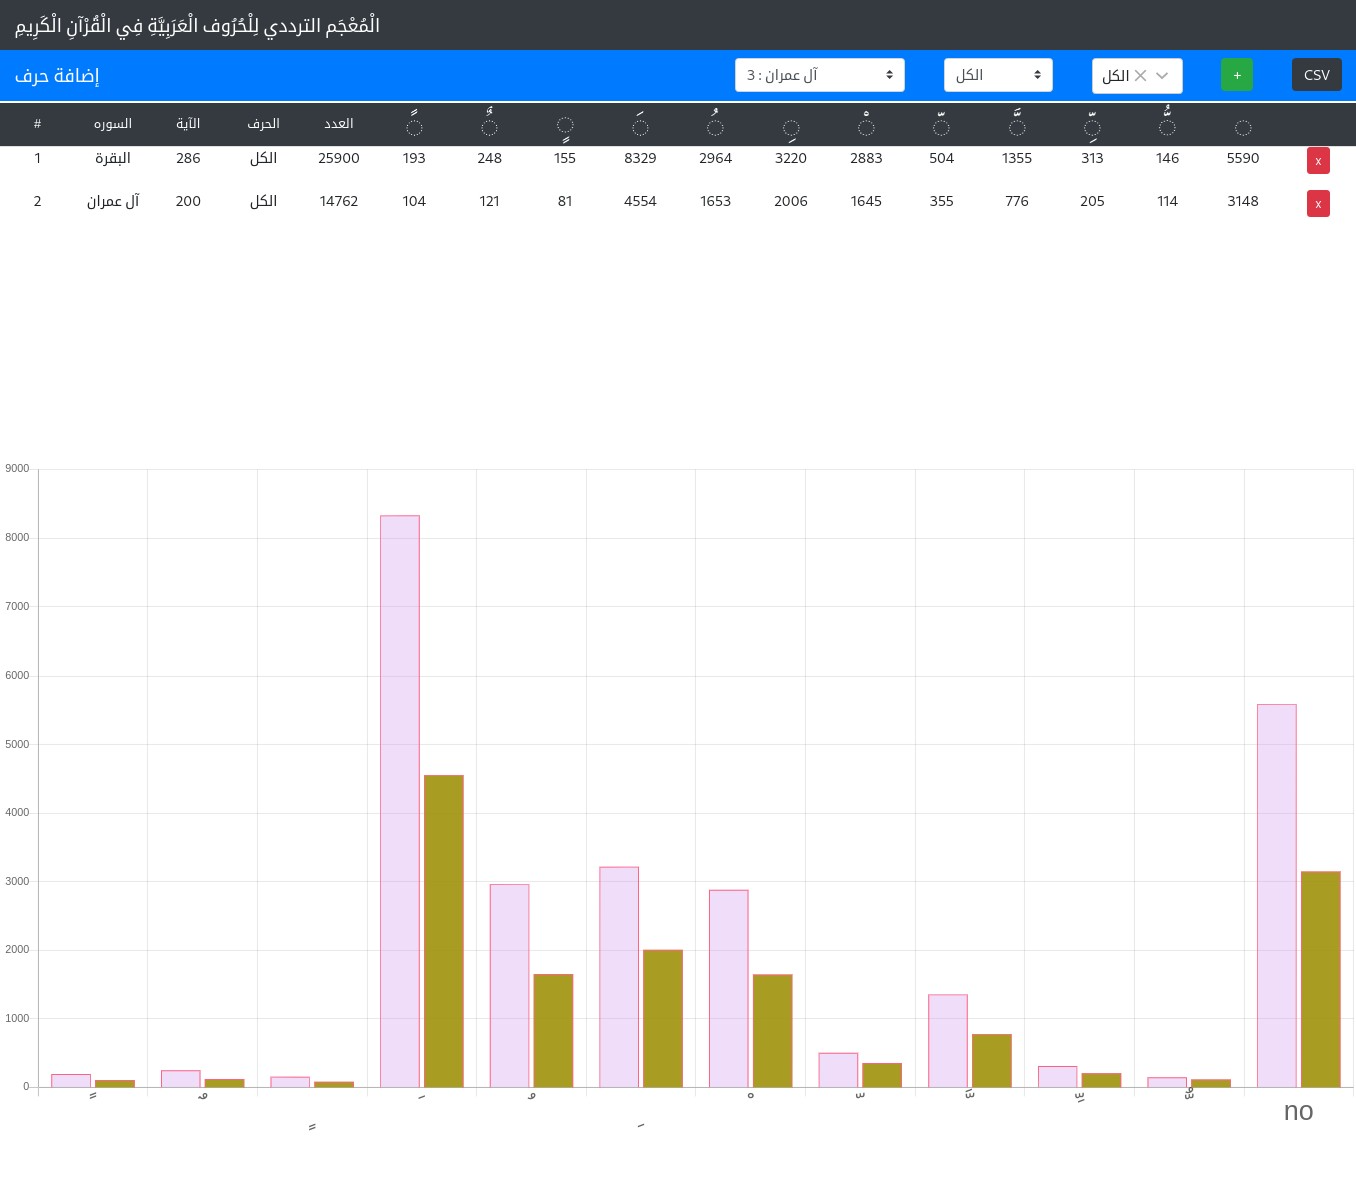 الْمُعْجَم الترددي لِلْحُرُوف الْعَرَبِيَّةِ فِي الْقُرْآنِ الْكَرِيمِ
إضافة حرف آل عمران : 3 الكل الكل + CSV
# السوره الآية الحرف العدد ◌ً ◌ٌ ◌ٍ ◌َ ◌ُ ◌ِ ◌ْ ◌ّ ◌َّ ◌ِّ ◌ُّ ◌
1 البقرة 286 الكل 25900 193 248 155 8329 2964 3220 2883 504 1355 313 146 5590 x
2 آل عمران 200 الكل 14762 104 121 81 4554 1653 2006 1645 355 776 205 114 3148 x
9000
8000
7000
6000
5000
4000
3000
2000
1000
0
ً ٌ ٍ َ ُ ِ ْ ّ َّ ِّ ُّ no